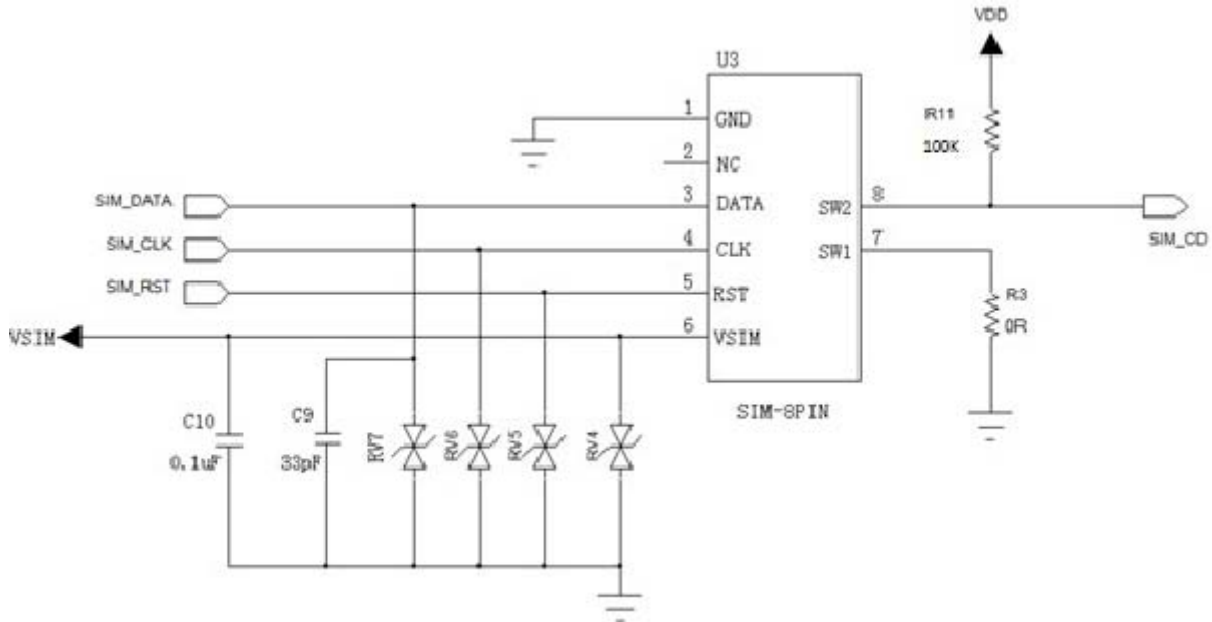 VDD
U3
1
GND
R11
100K
2
NC
SIM_DATA
3
DATA
SW2
8
SIM_CD
SIM_CLK
4
CLK
SW1
7
SIM_RST
5
RST
R3
0R
VSIM
6
VSIM
SIM-8PIN
C10
0.1uF
C9
33pF
RV7
RV6
RV5
RV4